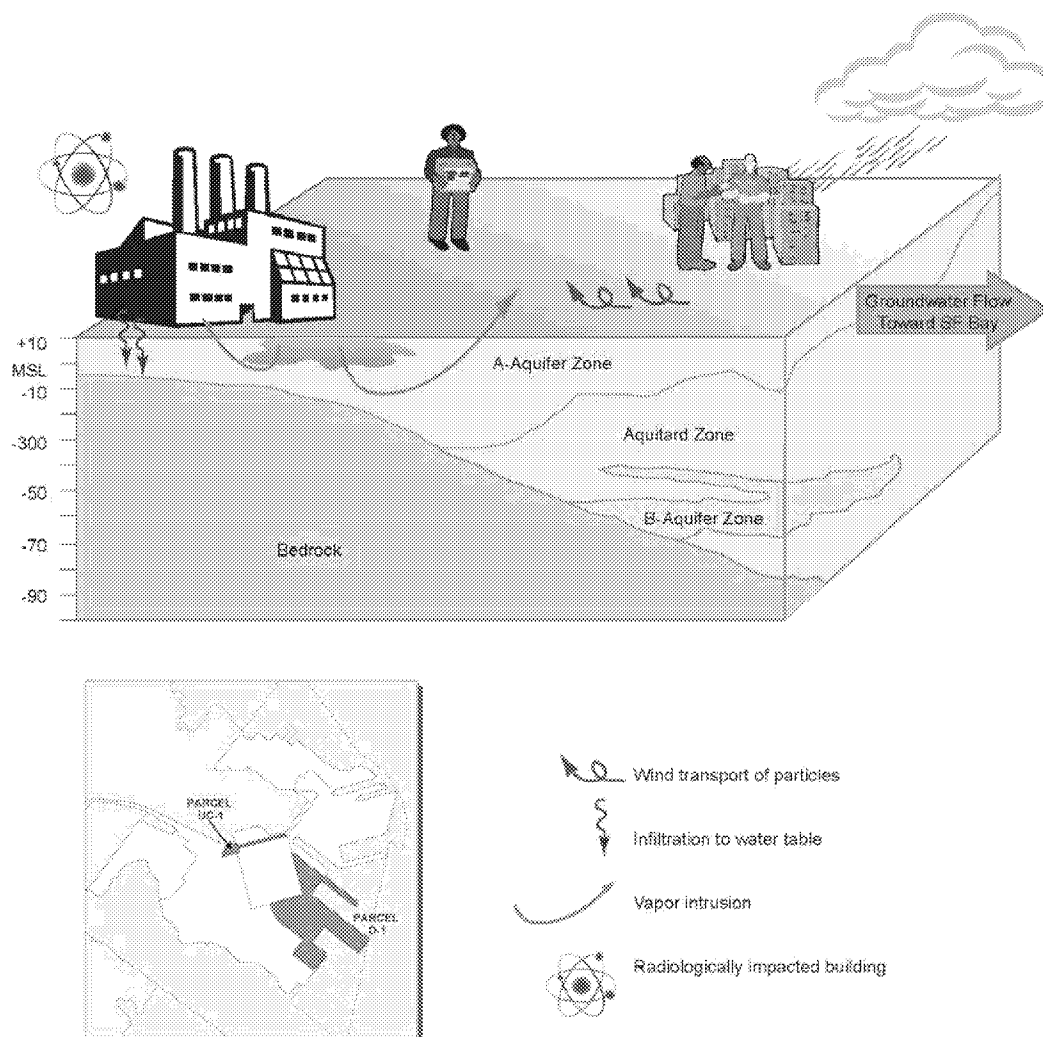 Groundwater Flow
Toward SF Bay
+10
MSL
-10
-300
-50
-70
-90
A-Aquifer Zone
Aquitard Zone
B-Aquifer Zone
Bedrock
PARCEL
UC-1
PARCEL
D-1
Wind transport of particles
Infiltration to water table
Vapor intrusion
Radiologically impacted building